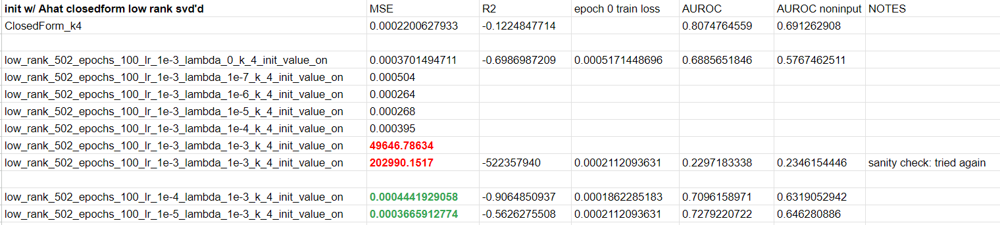 init w/ Ahat closedform low rank svd'd MSE R2 epoch 0 train loss AUROC AUROC noninput NOTES
ClosedForm_k4 0.0002200627933 -0.1224847714 0.8074764559 0.691262908
low_rank_502_epochs_100_lr_1e-3_lambda_0_k_4_init_value_on 0.0003701494711 -0.6986987209 0.0005171448696 0.6885651846 0.5767462511
low_rank_502_epochs_100_lr_1e-3_lambda_1e-7_k_4_init_value_on 0.000504
low_rank_502_epochs_100_lr_1e-3_lambda_1e-6_k_4_init_value_on 0.000264
low_rank_502_epochs_100_lr_1e-3_lambda_1e-5_k_4_init_value_on 0.000268
low_rank_502_epochs_100_lr_1e-3_lambda_1e-4_k_4_init_value_on 0.000395
low_rank_502_epochs_100_lr_1e-3_lambda_1e-3_k_4_init_value_on 49646.78634
low_rank_502_epochs_100_lr_1e-3_lambda_1e-3_k_4_init_value_on 202990.1517 -522357940 0.0002112093631 0.2297183338 0.2346154446 sanity check: tried again
low_rank_502_epochs_100_lr_1e-4_lambda_1e-3_k_4_init_value_on 0.0004441929058 -0.9064850937 0.0001862285183 0.7096158971 0.6319052942
low_rank_502_epochs_100_lr_1e-5_lambda_1e-3_k_4_init_value_on 0.0003665912774 -0.5626275508 0.0002112093631 0.7279220722 0.646280886